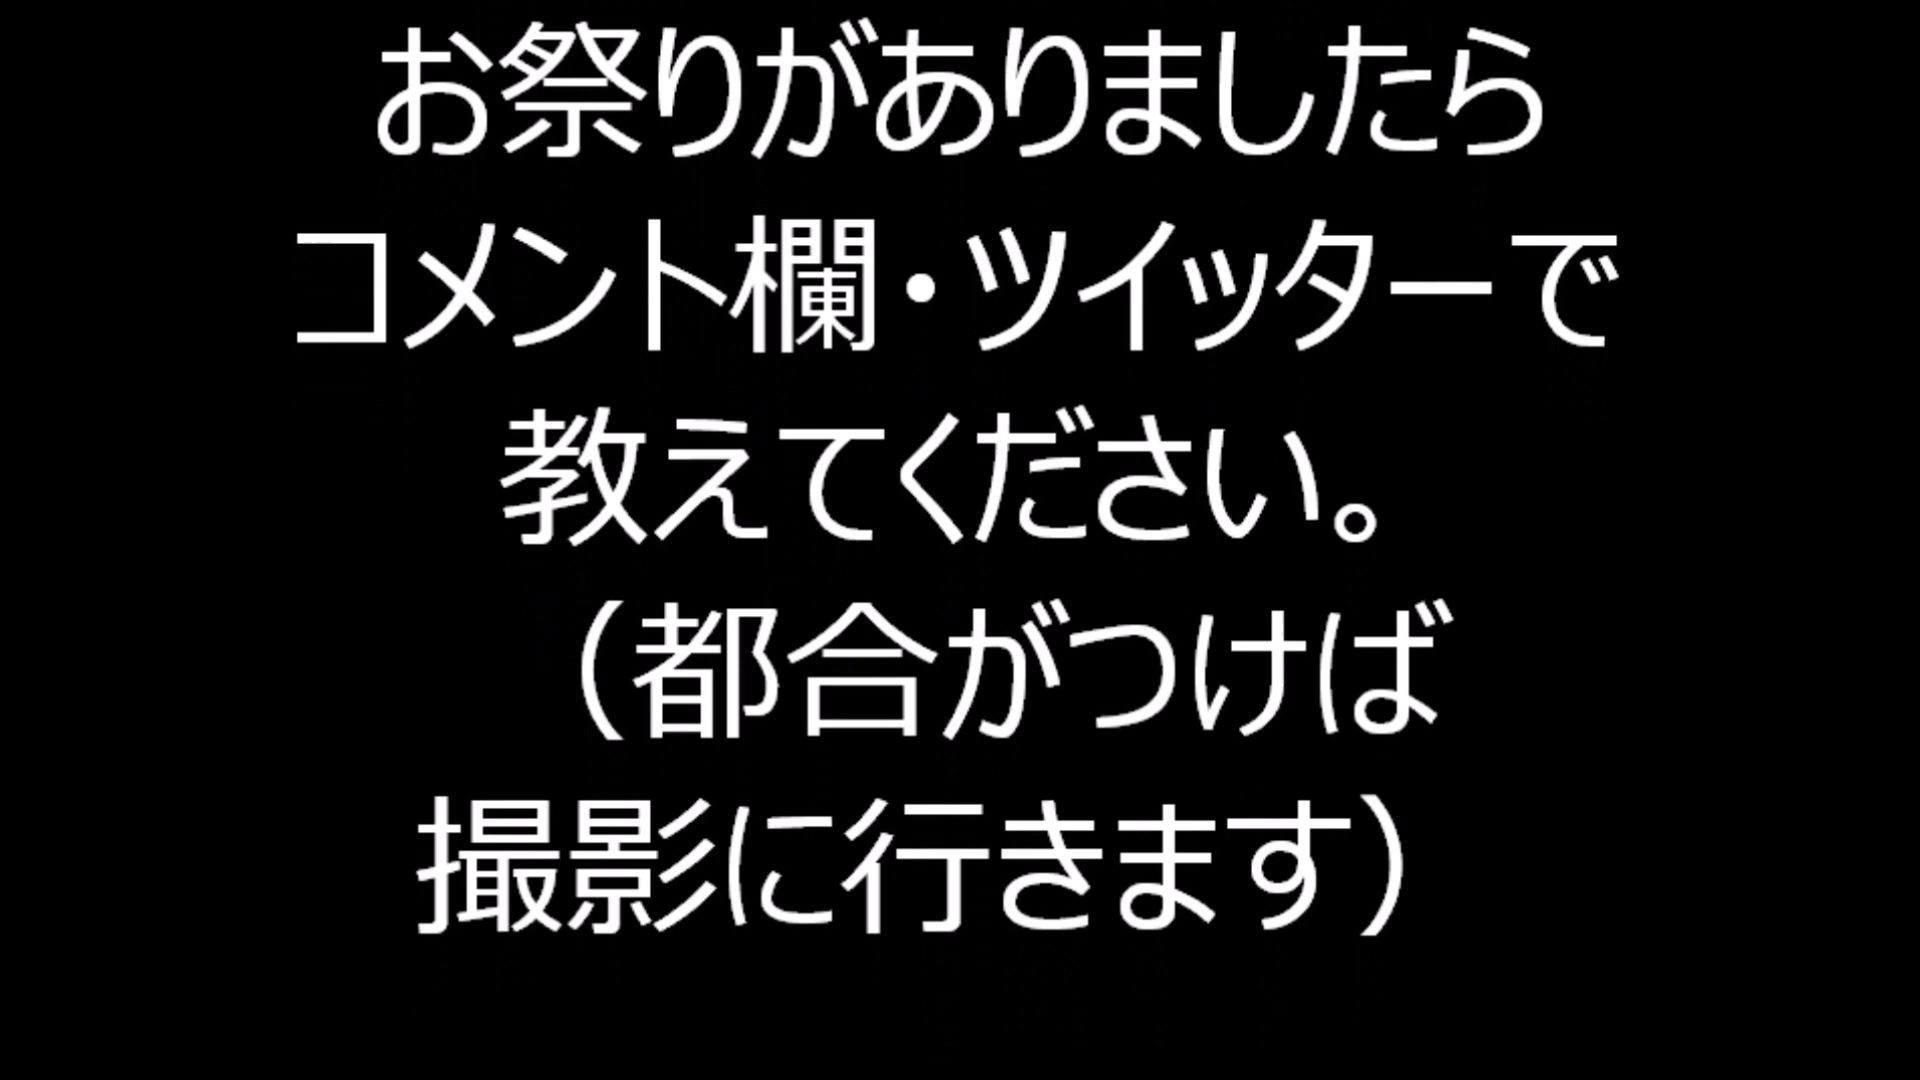 お祭りがありましたら
コメント欄・ツイッターで
教えてください。
（都合がつけば
撮影に行きます）